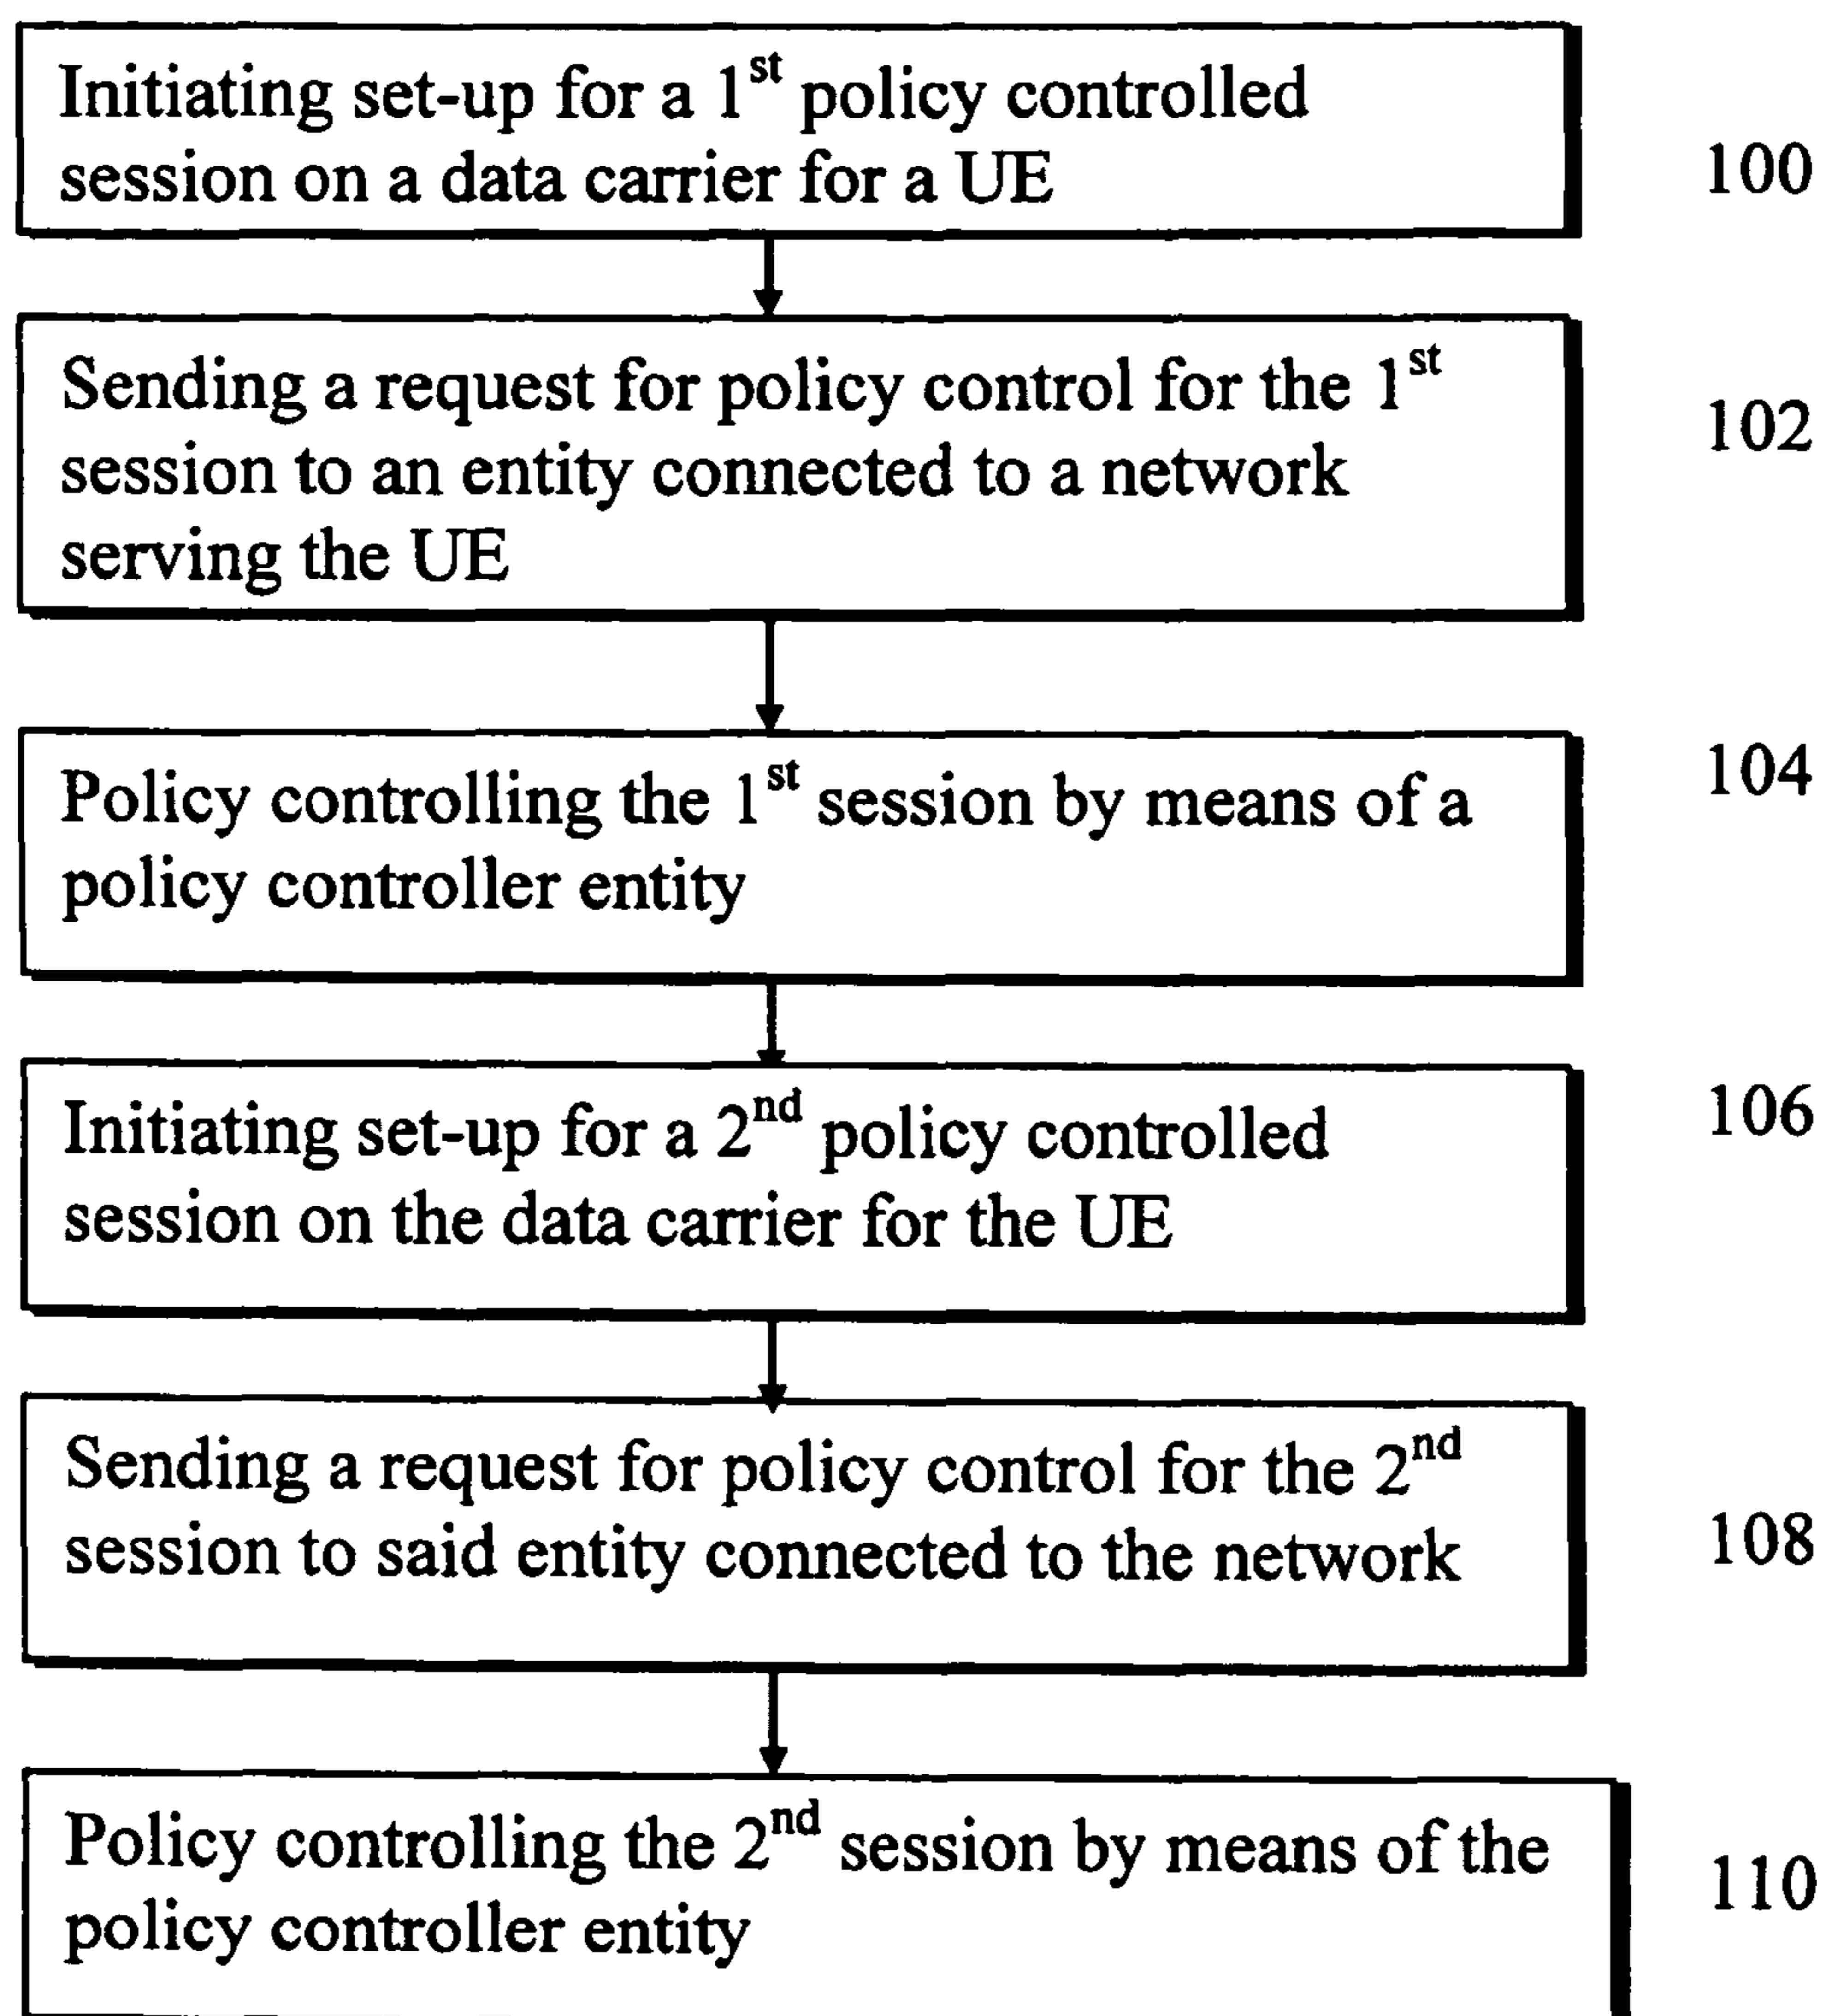 Initiating set-up for a 1st policy controlled
session on a data carrier for a UE
100
Sending a request for policy control for the 1st
session to an entity connected to a network
serving the UE
102
Policy controlling the 1st session by means of a
policy controller entity
104
Initiating set-up for a 2nd policy controlled
session on the data carrier for the UE
106
Sending a request for policy control for the 2nd
session to said entity connected to the network
108
Policy controlling the 2nd session by means of the
policy controller entity
110